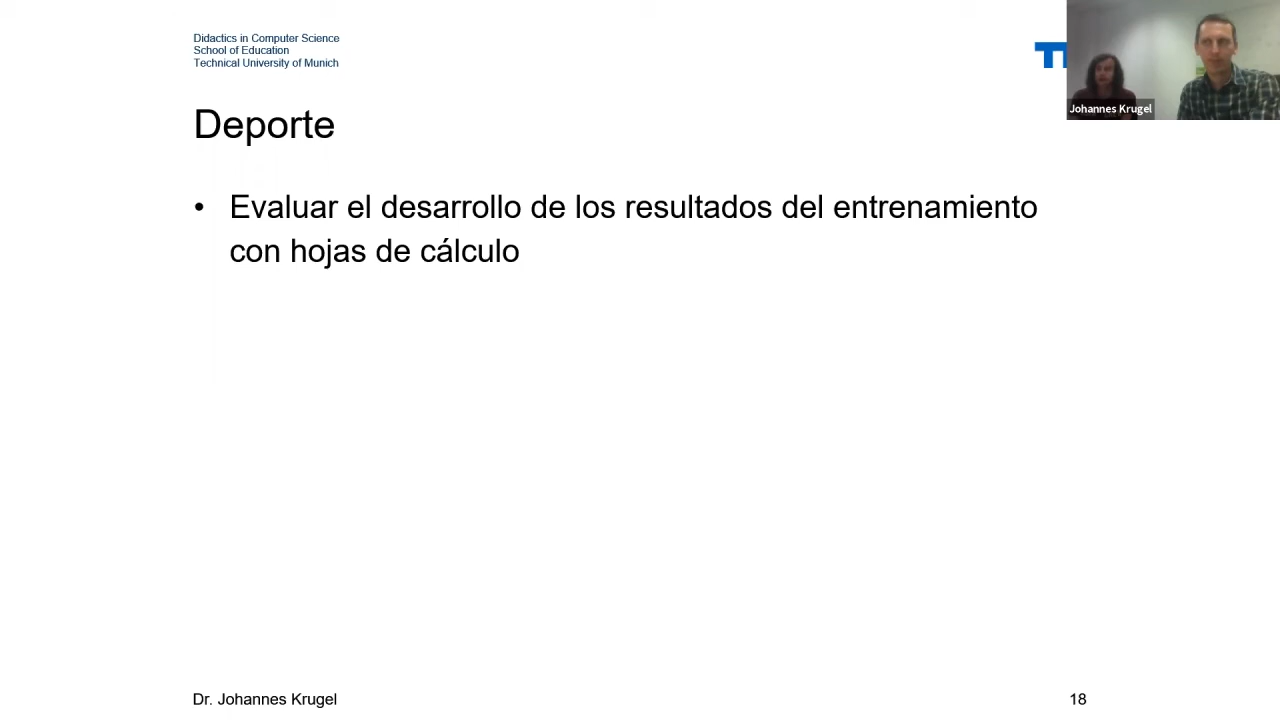 Didactics in Computer Science
School of Education
Technical University of Munich
Johannes Krugel
Deporte
• Evaluar el desarrollo de los resultados del entrenamiento
con hojas de cálculo
Dr. Johannes Krugel
18